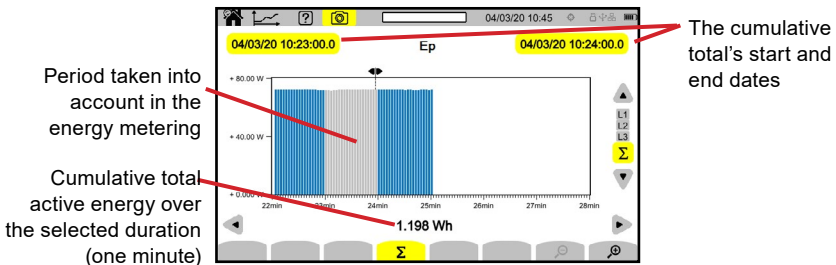 ?
04/03/20 10:45
04/03/20 10:23:00.0
Ep
04/03/20 10:24:00.0
The cumulative
total's start and
end dates
Period taken into
account in the
energy metering
+ 80.00 W
+ 40.00 W
+ 0.000 W
L1
L2
L3
Σ
22min 23min 24min 25min 26min 27min 28min
Cumulative total
active energy over
the selected duration
(one minute)
1.198 Wh
Σ